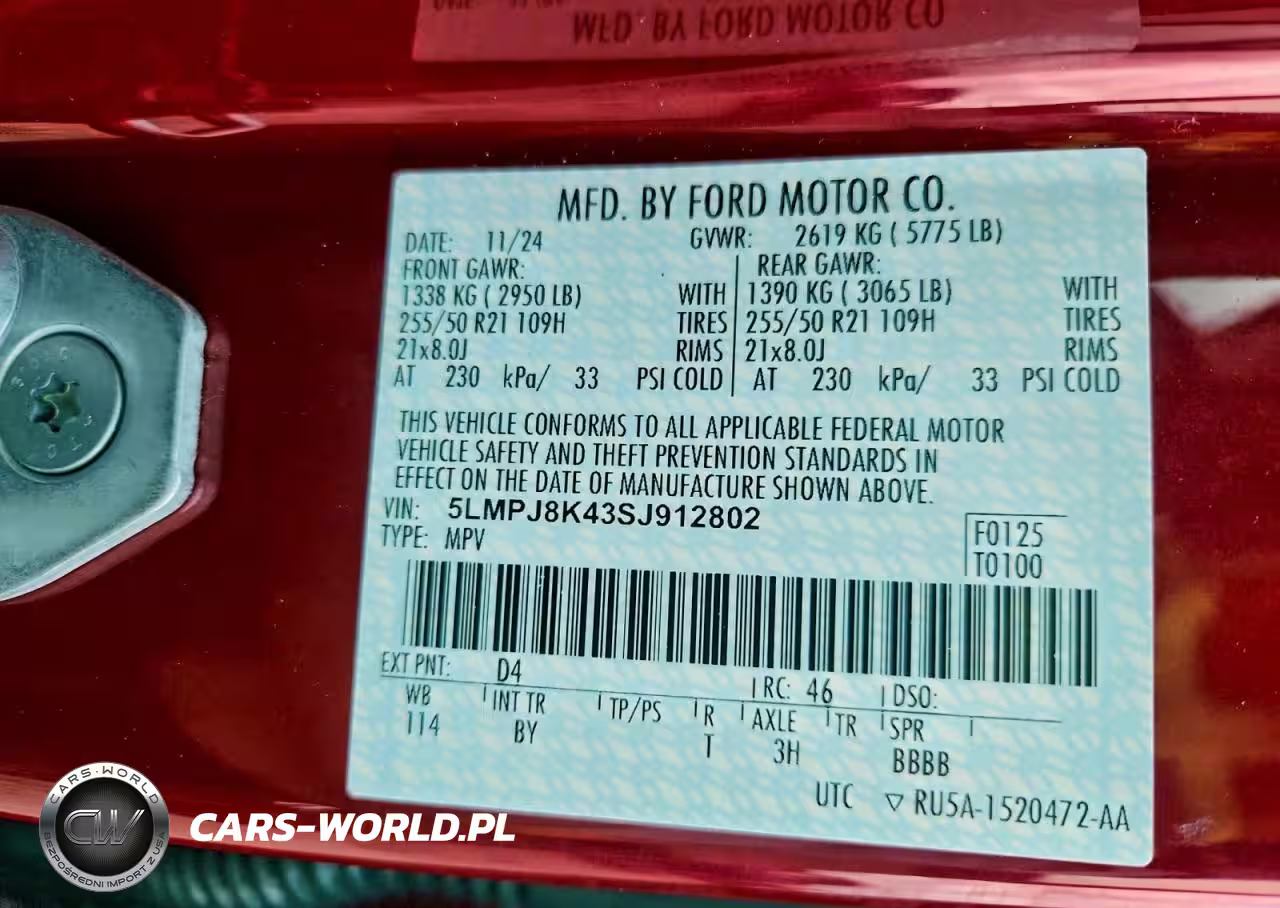 MFD. BY FORD MOTOR CO
MFD. BY FORD MOTOR CO.
DATE: 11/24 GVWR: 2619 KG ( 5775 LB)
FRONT GAWR: REAR GAWR:
1338 KG ( 2950 LB) WITH 1390 KG ( 3065 LB) WITH
255/50 R21 109H TIRES 255/50 R21 109H TIRES
21x8.0J RIMS 21x8.0J RIMS
AT 230 kPa/ 33 PSI COLD AT 230 kPa/ 33 PSI COLD
THIS VEHICLE CONFORMS TO ALL APPLICABLE FEDERAL MOTOR
VEHICLE SAFETY AND THEFT PREVENTION STANDARDS IN
EFFECT ON THE DATE OF MANUFACTURE SHOWN ABOVE.
VIN: 5LMPJ8K43SJ912802
TYPE: MPV
F0125
T0100
EXT PNT: D4 RC: 46 DSO:
WB INT TR TP/PS R AXLE TR SPR
114 BY T 3H BBBB
UTC ▽ RU5A-1520472-AA
CARS-WORLD
CW
BEZPOŚREDNI IMPORT Z USA
CARS-WORLD.PL